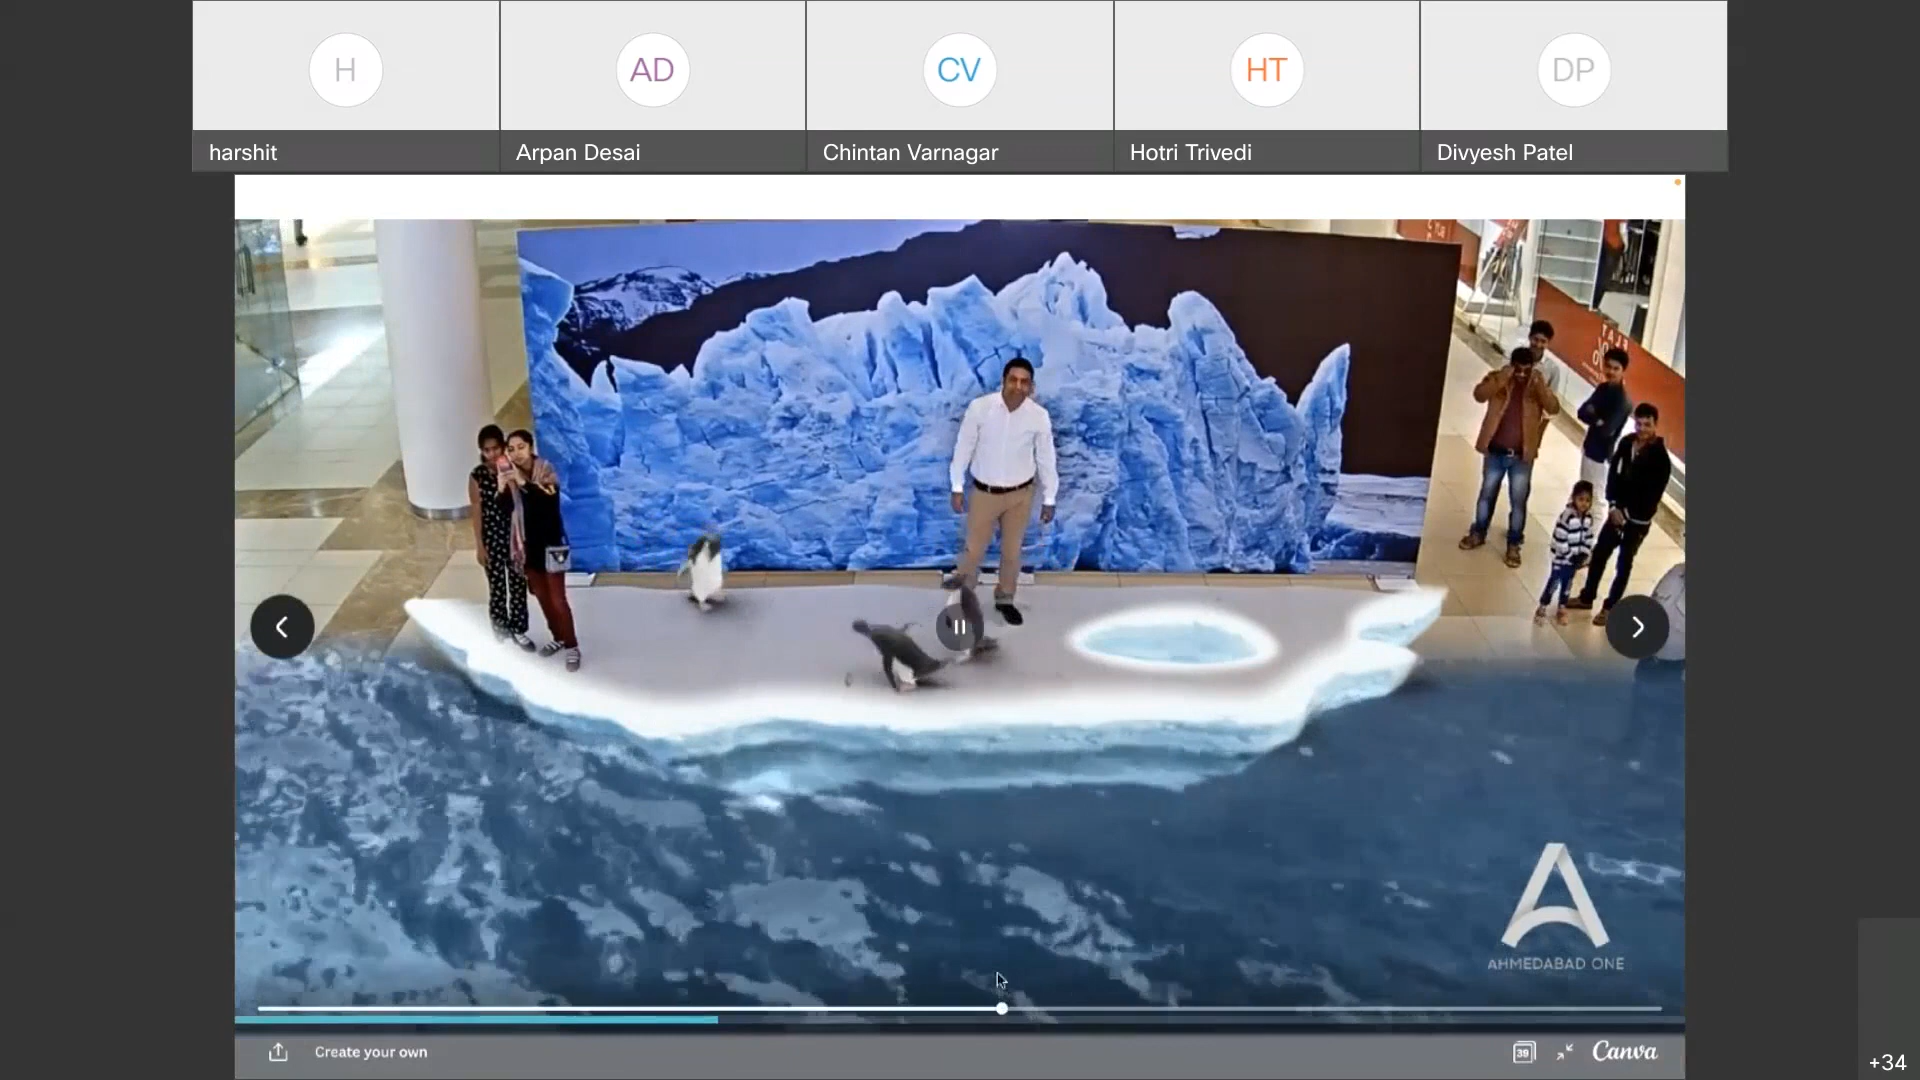 H
AD
CV
HT
DP
harshit
Arpan Desai
Chintan Varnagar
Hotri Trivedi
Divyesh Patel
AHMEDABAD ONE
Create your own
39
Canva
+34